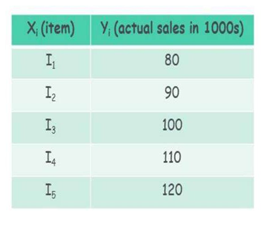 Xᵢ (item) Yᵢ (actual sales in 1000s)
I₁ 80
I₂ 90
I₃ 100
I₄ 110
I₅ 120